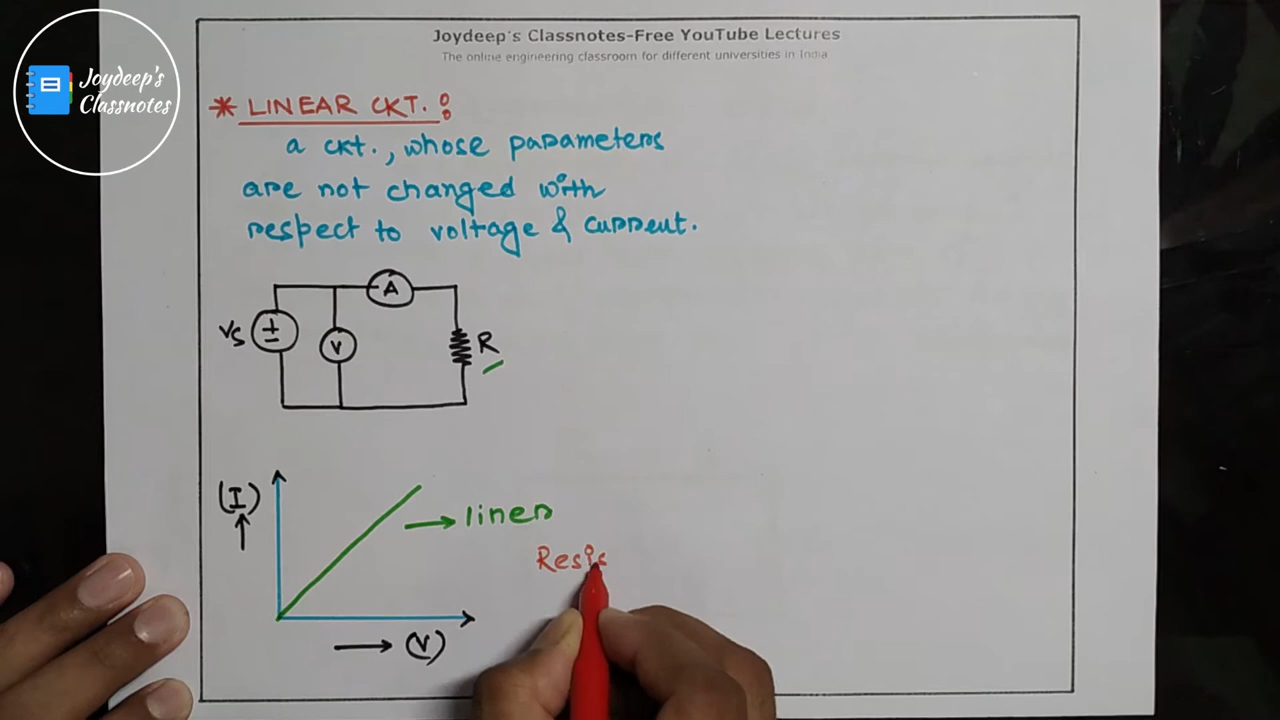 Joydeep's Classnotes-Free YouTube Lectures
The online engineering classroom for different universities in India
Joydeep's
Classnotes
* LINEAR CKT. :
a ckt., whose parameters
are not changed with
respect to voltage & current.
A
Vs
+
−
V
R
(I)
liner
Resis
(V)